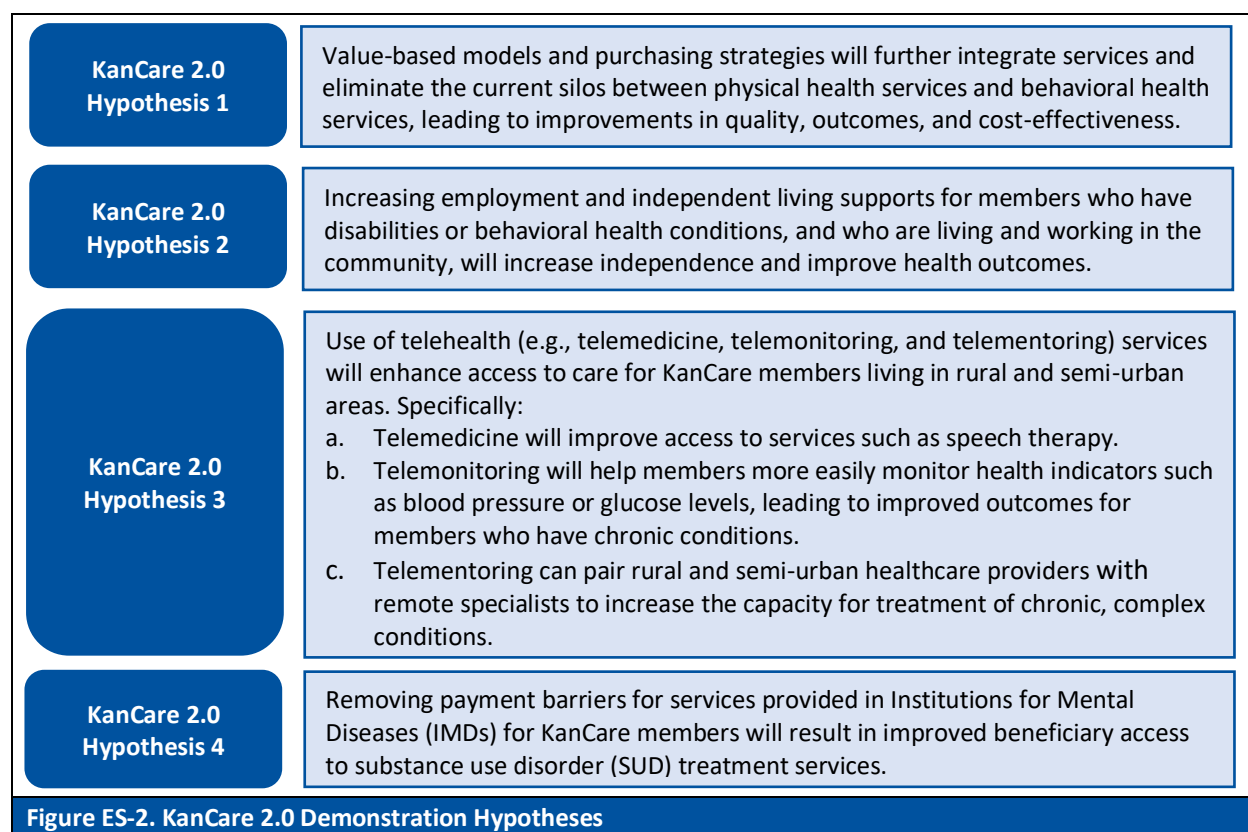 KanCare 2.0
Hypothesis 1
Value-based models and purchasing strategies will further integrate services and
eliminate the current silos between physical health services and behavioral health
services, leading to improvements in quality, outcomes, and cost-effectiveness.
KanCare 2.0
Hypothesis 2
Increasing employment and independent living supports for members who have
disabilities or behavioral health conditions, and who are living and working in the
community, will increase independence and improve health outcomes.
KanCare 2.0
Hypothesis 3
Use of telehealth (e.g., telemedicine, telemonitoring, and telementoring) services
will enhance access to care for KanCare members living in rural and semi-urban
areas. Specifically:
a. Telemedicine will improve access to services such as speech therapy.
b. Telemonitoring will help members more easily monitor health indicators such
as blood pressure or glucose levels, leading to improved outcomes for
members who have chronic conditions.
c. Telementoring can pair rural and semi-urban healthcare providers with
remote specialists to increase the capacity for treatment of chronic, complex
conditions.
KanCare 2.0
Hypothesis 4
Removing payment barriers for services provided in Institutions for Mental
Diseases (IMDs) for KanCare members will result in improved beneficiary access
to substance use disorder (SUD) treatment services.
Figure ES-2. KanCare 2.0 Demonstration Hypotheses